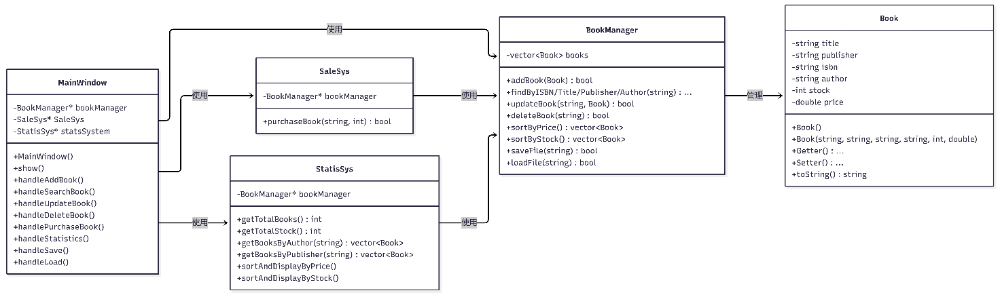 MainWindow
-BookManager* bookManager
-SaleSys* SaleSys
-StatisSys* statsSystem
+MainWindow()
+show()
+handleAddBook()
+handleSearchBook()
+handleUpdateBook()
+handleDeleteBook()
+handlePurchaseBook()
+handleStatistics()
+handleSave()
+handleLoad()
使用
使用
使用
SaleSys
-BookManager* bookManager
+purchaseBook(string, int) : bool
StatisSys
-BookManager* bookManager
+getTotalBooks() : int
+getTotalStock() : int
+getBooksByAuthor(string) : vector<Book>
+getBooksByPublisher(string) : vector<Book>
+sortAndDisplayByPrice()
+sortAndDisplayByStock()
使用
使用
BookManager
-vector<Book> books
+addBook(Book) : bool
+findByISBN/Title/Publisher/Author(string) : ...
+updateBook(string, Book) : bool
+deleteBook(string) : bool
+sortByPrice() : vector<Book>
+sortByStock() : vector<Book>
+saveFile(string) : bool
+loadFile(string) : bool
管理
Book
-string title
-string publisher
-string isbn
-string author
-int stock
-double price
+Book()
+Book(string, string, string, string, int, double)
+Getter() : ...
+Setter() : ...
+toString() : string